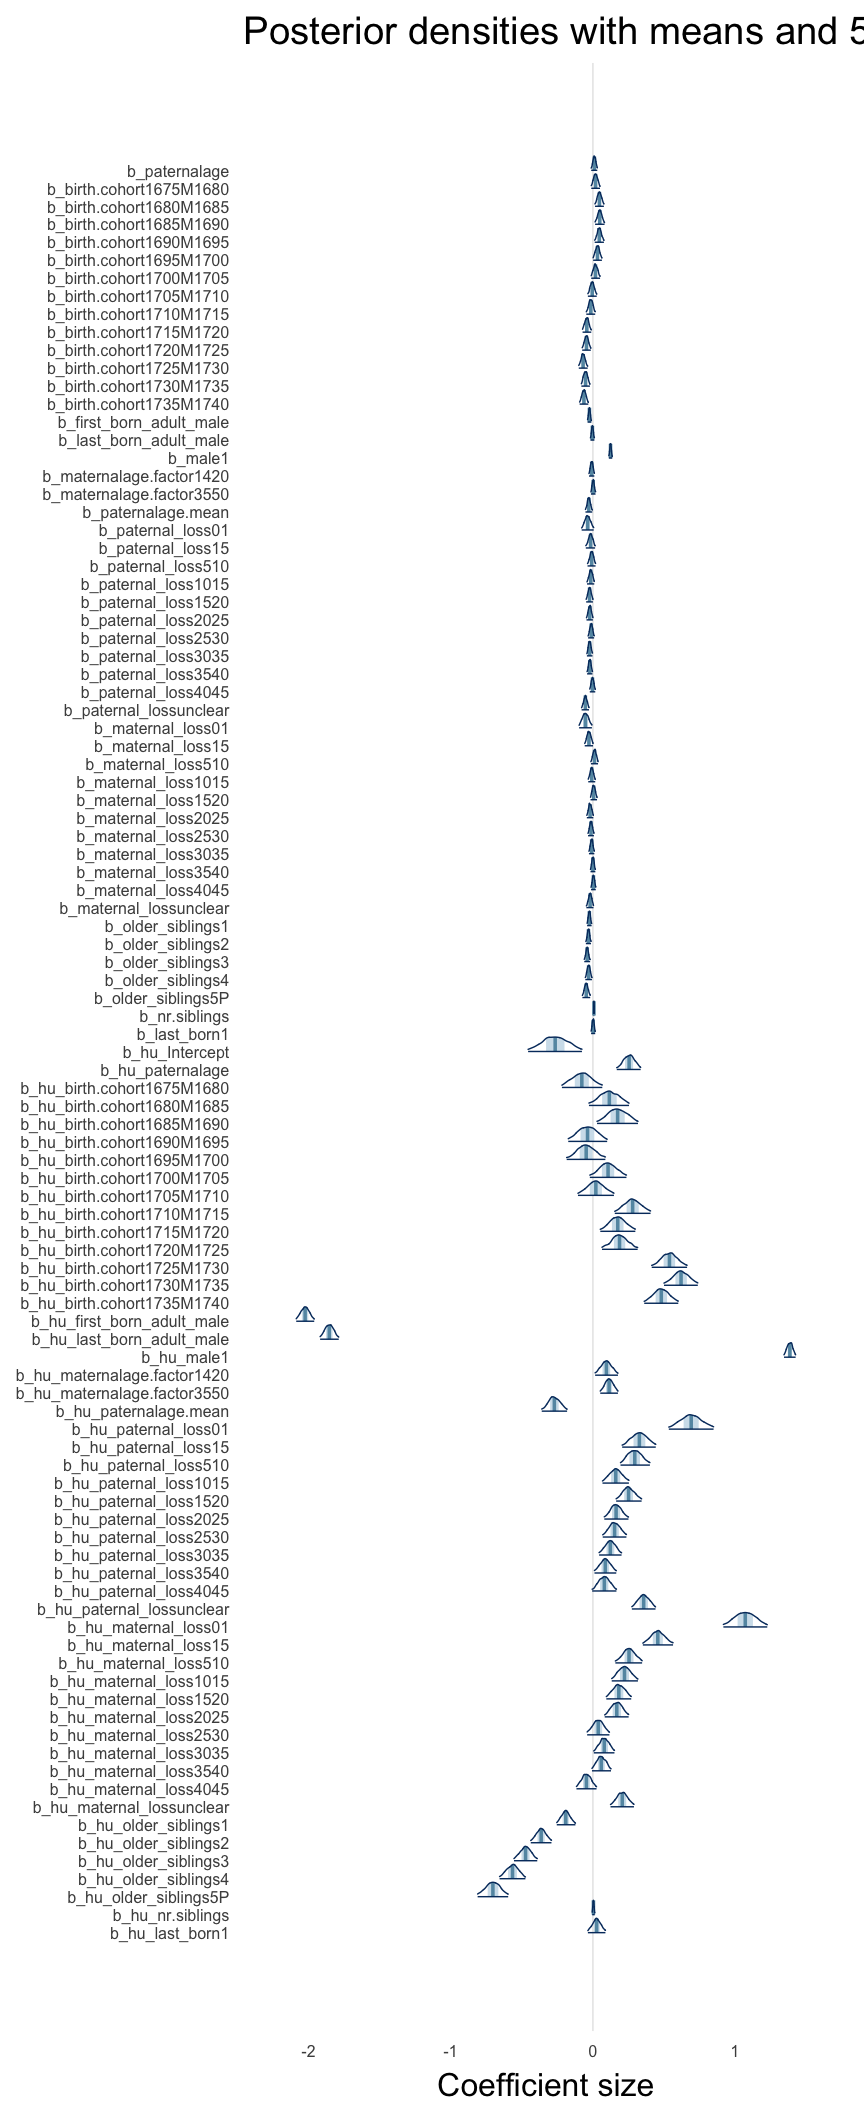 Posterior densities with means and 5
b_paternalage
b_birth.cohort1675M1680
b_birth.cohort1680M1685
b_birth.cohort1685M1690
b_birth.cohort1690M1695
b_birth.cohort1695M1700
b_birth.cohort1700M1705
b_birth.cohort1705M1710
b_birth.cohort1710M1715
b_birth.cohort1715M1720
b_birth.cohort1720M1725
b_birth.cohort1725M1730
b_birth.cohort1730M1735
b_birth.cohort1735M1740
b_first_born_adult_male
b_last_born_adult_male
b_male1
b_maternalage.factor1420
b_maternalage.factor3550
b_paternalage.mean
b_paternal_loss01
b_paternal_loss15
b_paternal_loss510
b_paternal_loss1015
b_paternal_loss1520
b_paternal_loss2025
b_paternal_loss2530
b_paternal_loss3035
b_paternal_loss3540
b_paternal_loss4045
b_paternal_lossunclear
b_maternal_loss01
b_maternal_loss15
b_maternal_loss510
b_maternal_loss1015
b_maternal_loss1520
b_maternal_loss2025
b_maternal_loss2530
b_maternal_loss3035
b_maternal_loss3540
b_maternal_loss4045
b_maternal_lossunclear
b_older_siblings1
b_older_siblings2
b_older_siblings3
b_older_siblings4
b_older_siblings5P
b_nr.siblings
b_last_born1
b_hu_Intercept
b_hu_paternalage
b_hu_birth.cohort1675M1680
b_hu_birth.cohort1680M1685
b_hu_birth.cohort1685M1690
b_hu_birth.cohort1690M1695
b_hu_birth.cohort1695M1700
b_hu_birth.cohort1700M1705
b_hu_birth.cohort1705M1710
b_hu_birth.cohort1710M1715
b_hu_birth.cohort1715M1720
b_hu_birth.cohort1720M1725
b_hu_birth.cohort1725M1730
b_hu_birth.cohort1730M1735
b_hu_birth.cohort1735M1740
b_hu_first_born_adult_male
b_hu_last_born_adult_male
b_hu_male1
b_hu_maternalage.factor1420
b_hu_maternalage.factor3550
b_hu_paternalage.mean
b_hu_paternal_loss01
b_hu_paternal_loss15
b_hu_paternal_loss510
b_hu_paternal_loss1015
b_hu_paternal_loss1520
b_hu_paternal_loss2025
b_hu_paternal_loss2530
b_hu_paternal_loss3035
b_hu_paternal_loss3540
b_hu_paternal_loss4045
b_hu_paternal_lossunclear
b_hu_maternal_loss01
b_hu_maternal_loss15
b_hu_maternal_loss510
b_hu_maternal_loss1015
b_hu_maternal_loss1520
b_hu_maternal_loss2025
b_hu_maternal_loss2530
b_hu_maternal_loss3035
b_hu_maternal_loss3540
b_hu_maternal_loss4045
b_hu_maternal_lossunclear
b_hu_older_siblings1
b_hu_older_siblings2
b_hu_older_siblings3
b_hu_older_siblings4
b_hu_older_siblings5P
b_hu_nr.siblings
b_hu_last_born1
-2 -1 0 1
Coefficient size